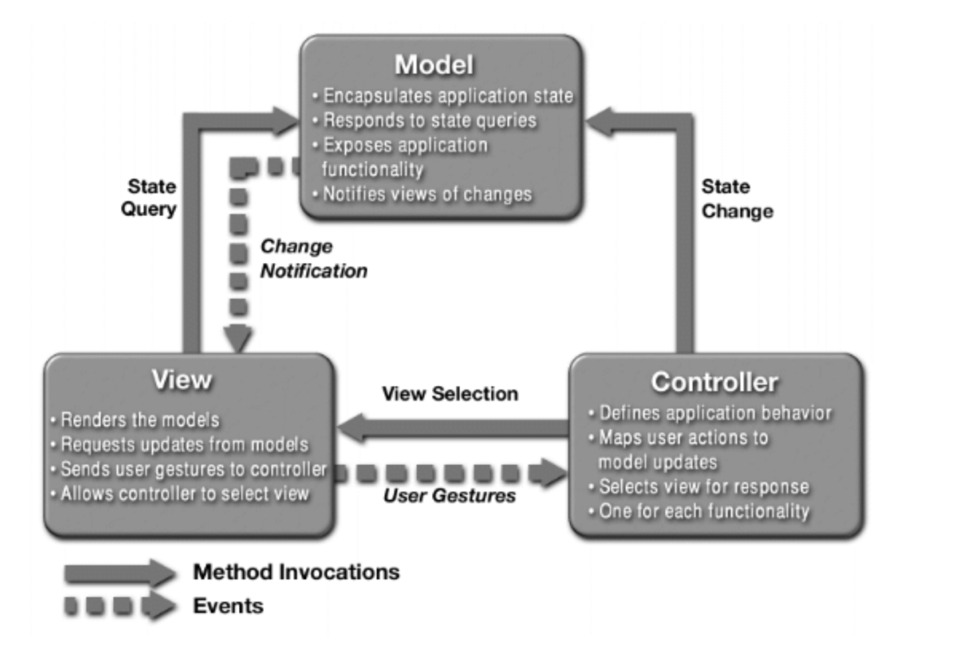 Model
• Encapsulates application state
• Responds to state queries
• Exposes application
functionality
• Notifies views of changes
State
Query
State
Change
Change
Notification
View
• Renders the models
• Requests updates from models
• Sends user gestures to controller
• Allows controller to select view
View Selection
User Gestures
Controller
• Defines application behavior
• Maps user actions to
model updates
• Selects view for response
• One for each functionality
Method Invocations
Events